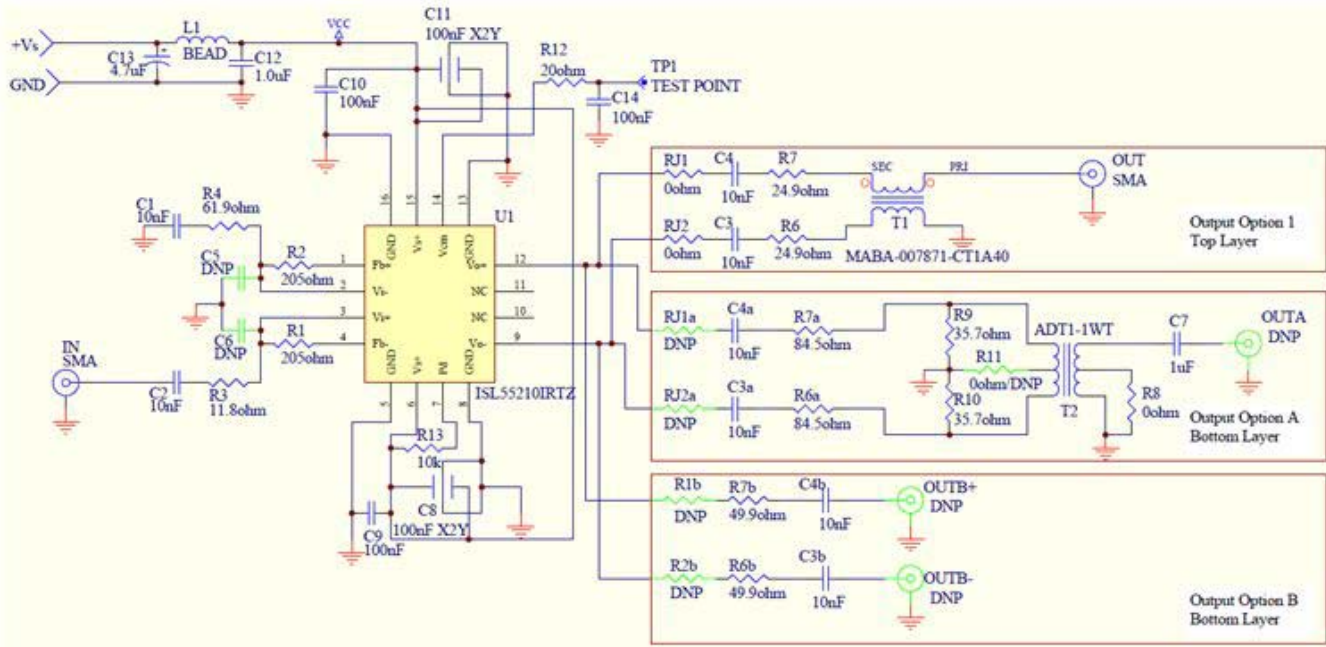 +Vs
GND
C13
4.7uF
L1
BEAD
C12
1.0uF
VCC
C11
100nF X2Y
C10
100nF
R12
20ohm
TP1
TEST POINT
C14
100nF
C1
10nF
R4
61.9ohm
C5
DNP
C6
DNP
R2
205ohm
R1
205ohm
IN
SMA
C2
10nF
R3
11.8ohm
U1
ISL55210IRTZ
16
15
14
13
GND
Vs+
Vcm
GND
1
Fb+
2
Vi-
3
Vi+
4
Fb-
12
Vo+
11
NC
10
NC
9
Vo-
GND
Vs+
Pd
GND
5
6
7
8
R13
10k
C8
100nF X2Y
C9
100nF
RJ1
0ohm
C4
10nF
R7
24.9ohm
RJ2
0ohm
C3
10nF
R6
24.9ohm
SEC
PRI
T1
MABA-007871-CT1A40
OUT
SMA
Output Option 1
Top Layer
RJ1a
DNP
C4a
10nF
R7a
84.5ohm
RJ2a
DNP
C3a
10nF
R6a
84.5ohm
R9
35.7ohm
R11
0ohm/DNP
R10
35.7ohm
ADT1-1WT
T2
C7
1uF
OUTA
DNP
R8
0ohm
Output Option A
Bottom Layer
R1b
DNP
R7b
49.9ohm
C4b
10nF
OUTB+
DNP
R2b
DNP
R6b
49.9ohm
C3b
10nF
OUTB-
DNP
Output Option B
Bottom Layer